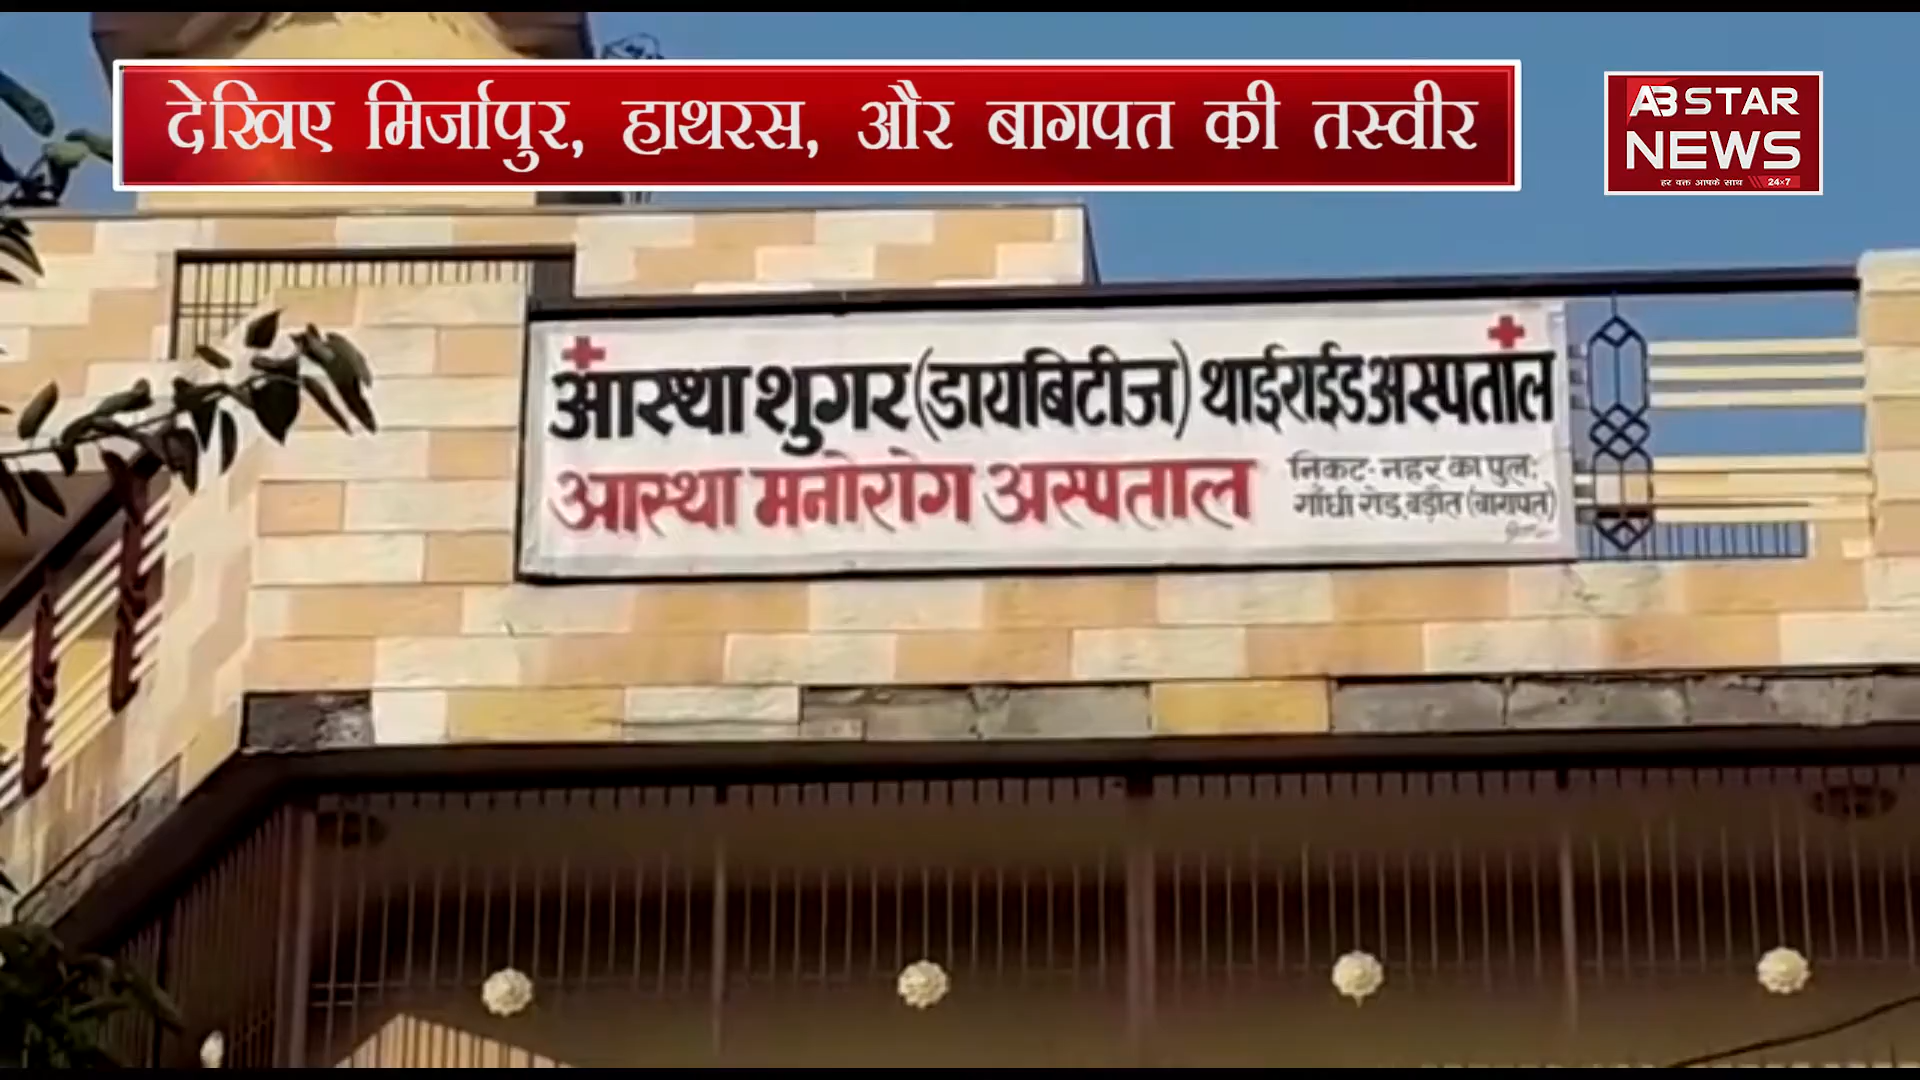 देखिए मिर्जापुर, हाथरस, और बागपत की तस्वीर
AB STAR
NEWS
हर वक्त आपके साथ 24×7
आस्था शुगर (डायबिटीज) थाईराईड अस्पताल
आस्था मनोरोग अस्पताल
निकट- नहर का पुल:
गाँधी रोड, बड़ौत (बागपत)